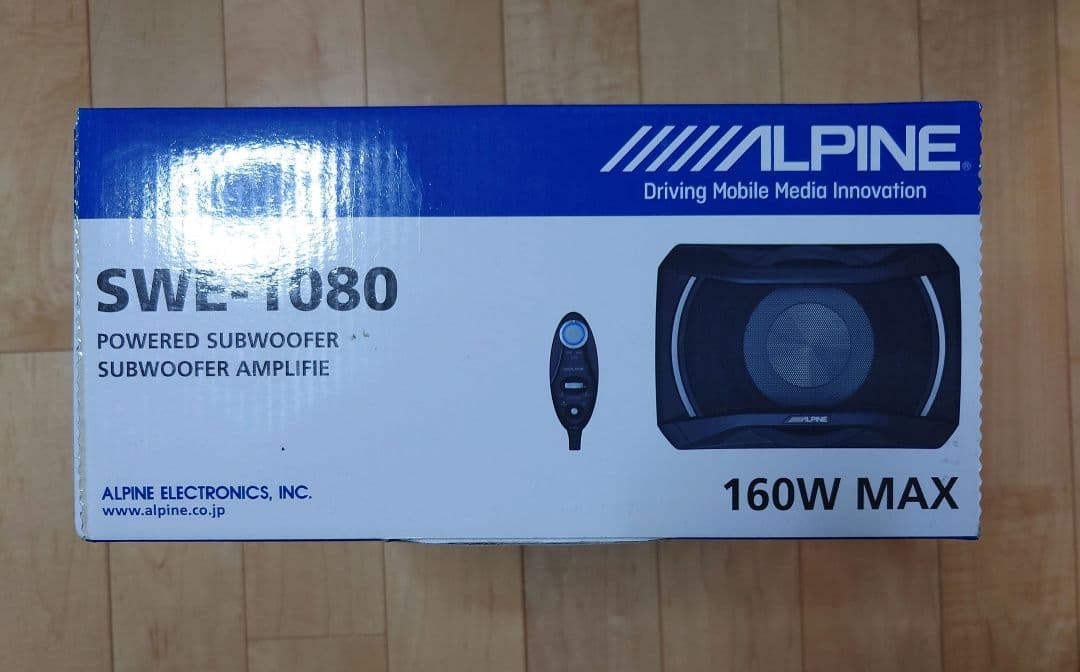 ALPINE®
Driving Mobile Media Innovation
SWE-1080
POWERED SUBWOOFER
SUBWOOFER AMPLIFIE
ALPINE
160W MAX
ALPINE ELECTRONICS, INC.
www.alpine.co.jp